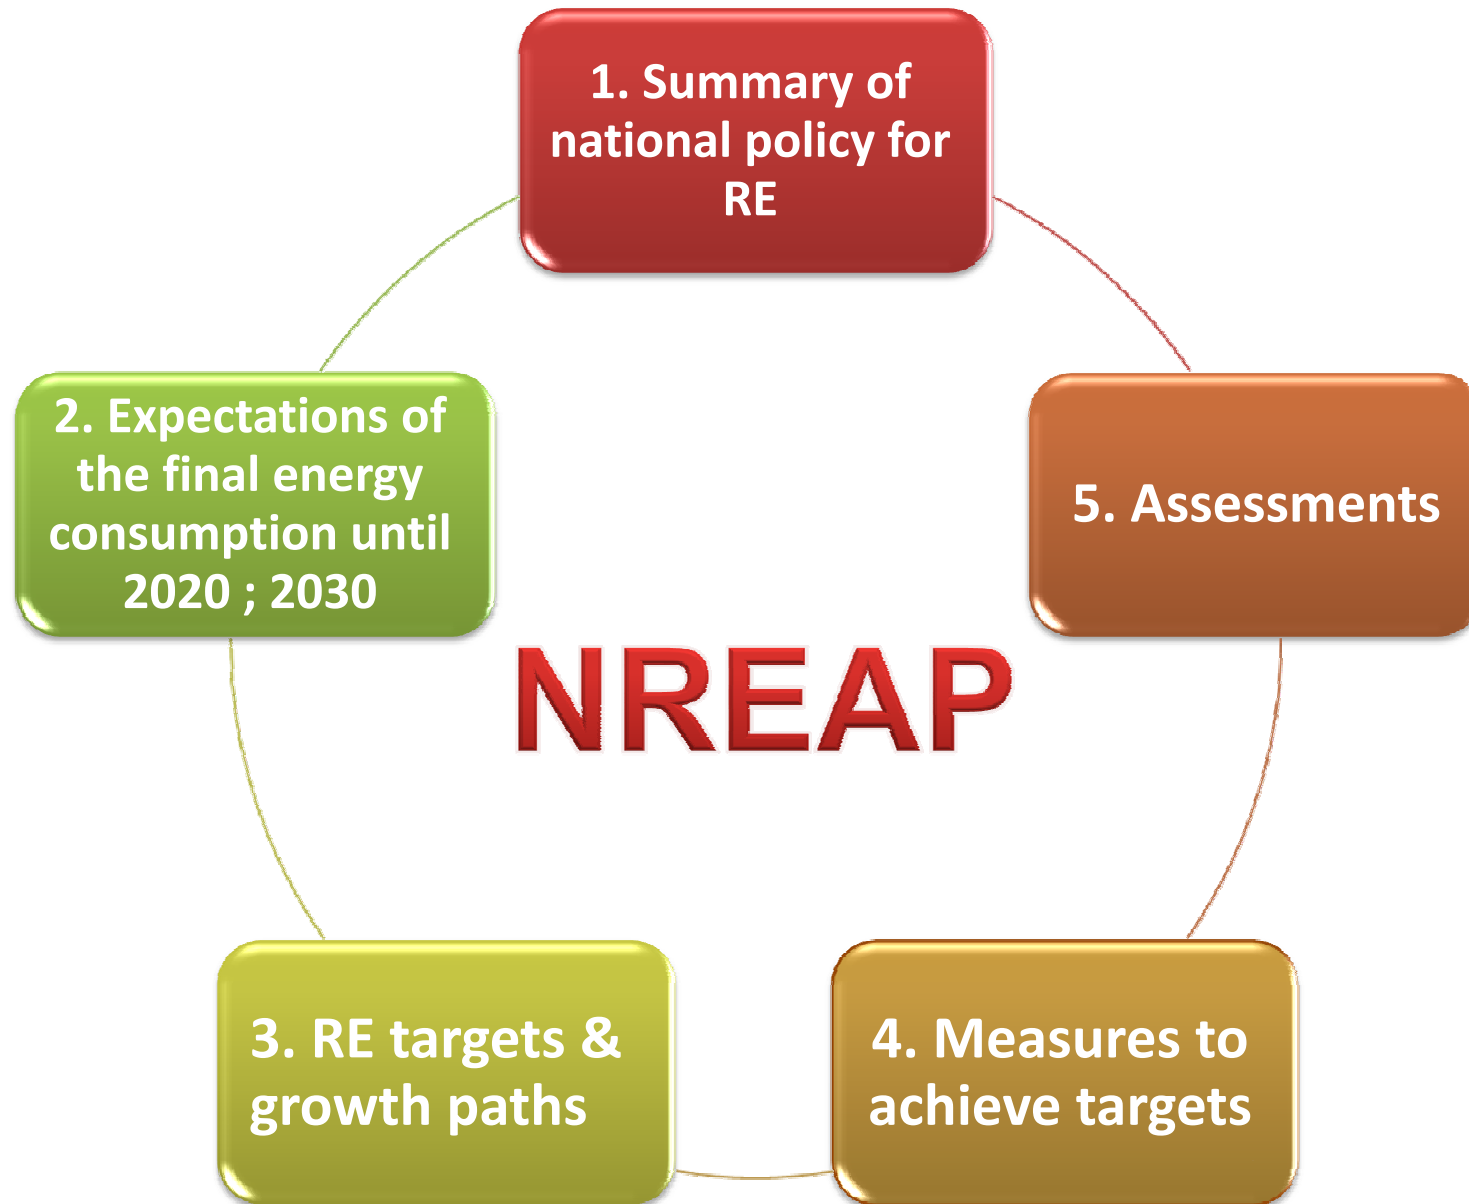 1. Summary of
national policy for
RE
2. Expectations of
the final energy
consumption until
2020 ; 2030
5. Assessments
NREAP
3. RE targets &
growth paths
4. Measures to
achieve targets